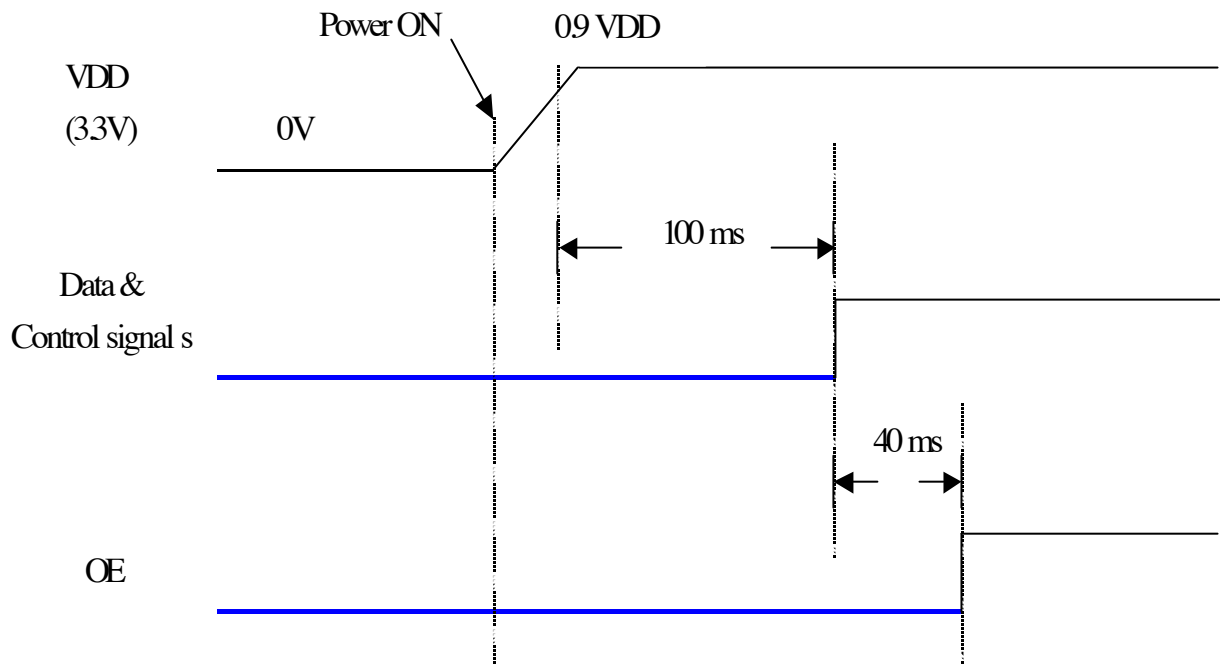 Power ON
0.9 VDD
VDD
(3.3V)
0V
100 ms
Data &
Control signal s
40 ms
OE